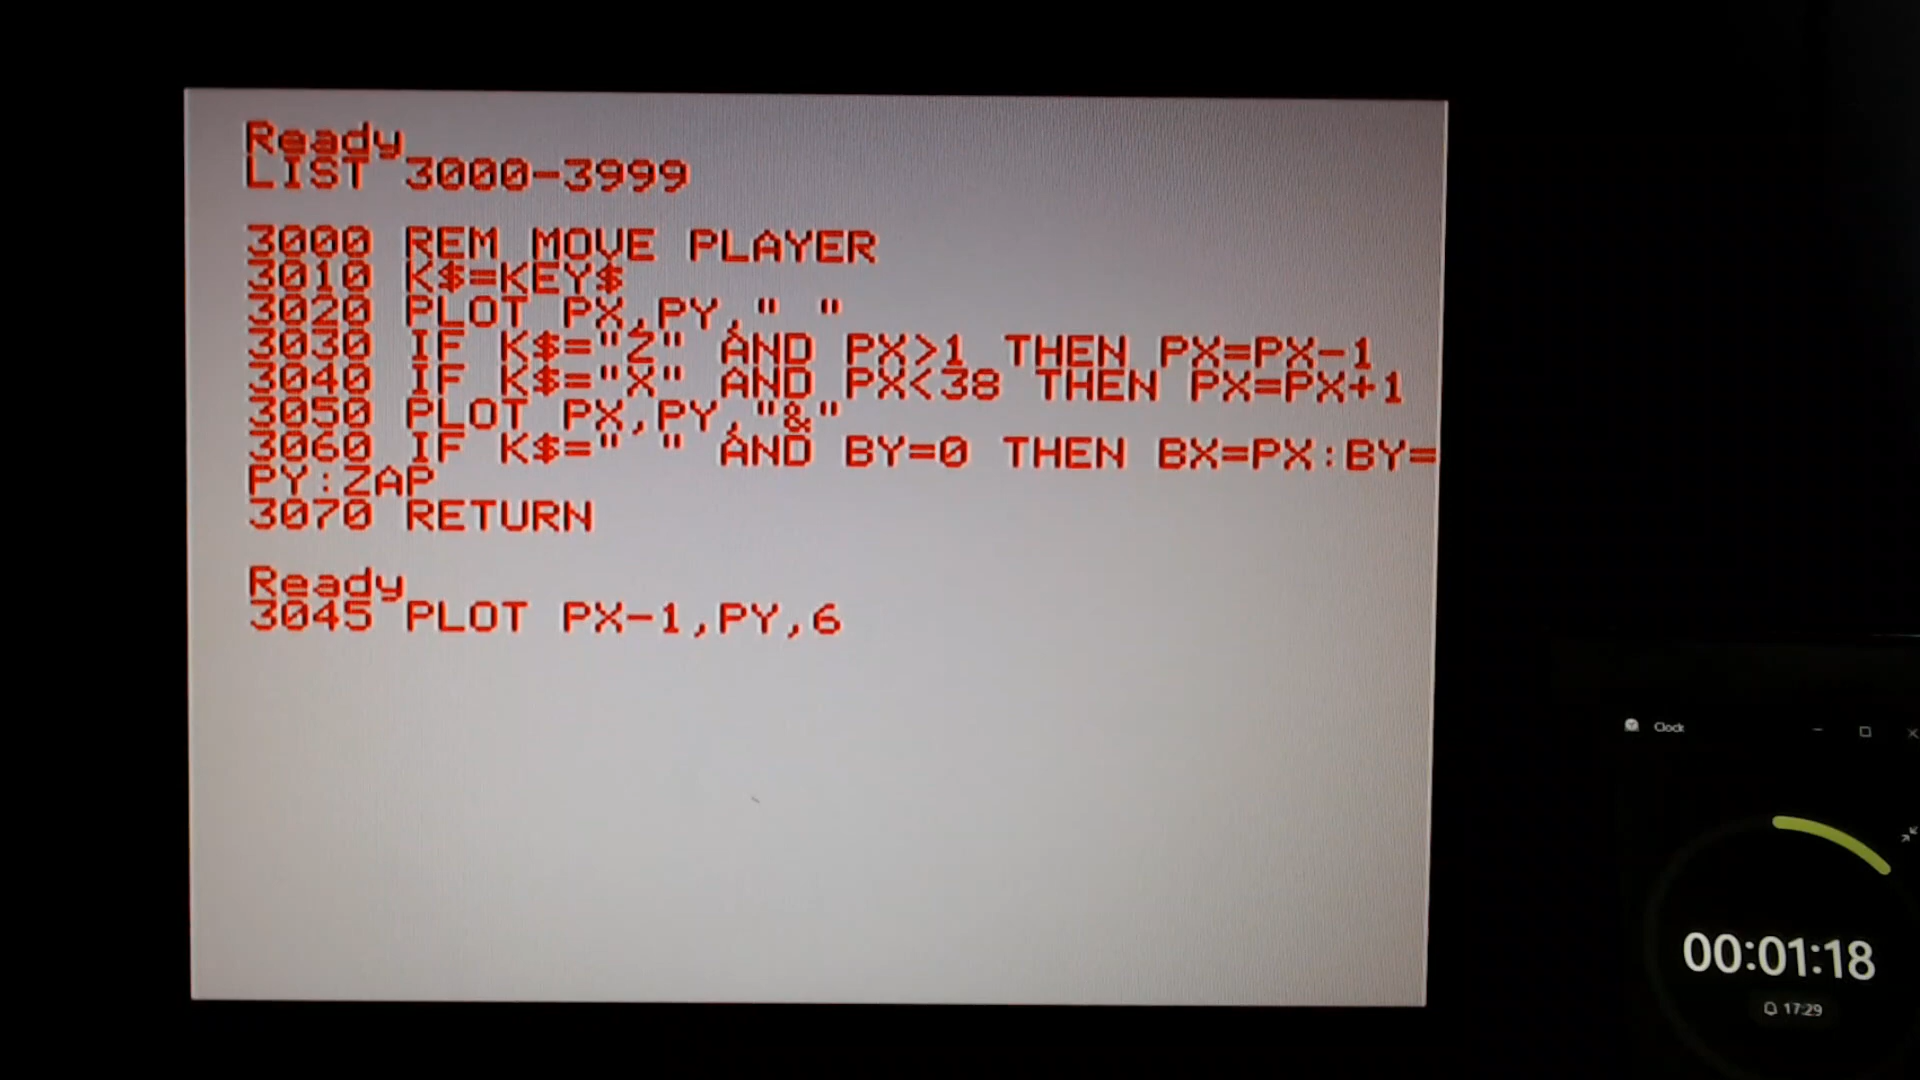 Ready
LIST 3000-3999
3000 REM MOVE PLAYER
3010 K$=KEY$
3020 PLOT PX,PY," "
3030 IF K$="Z" AND PX>1 THEN PX=PX-1
3040 IF K$="X" AND PX<38 THEN PX=PX+1
3050 PLOT PX,PY,"&"
3060 IF K$=" " AND BY=0 THEN BX=PX:BY=
PY:ZAP
3070 RETURN
Ready
3045 PLOT PX-1,PY,6
Clock
00:01:18
17:29